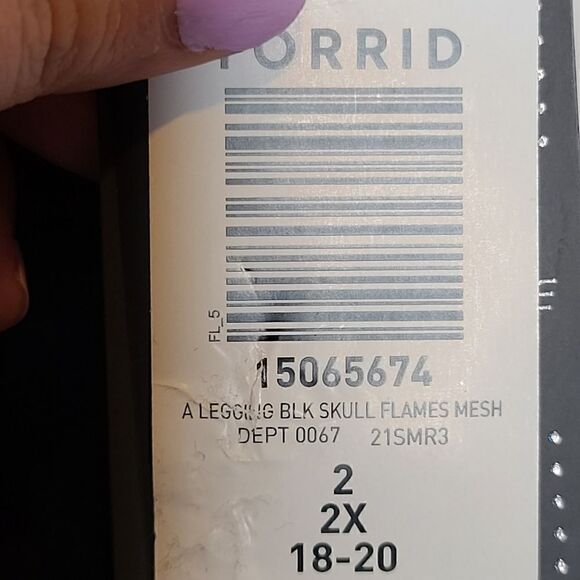 TORRID
FL_5
15065674
A LEGGING BLK SKULL FLAMES MESH
DEPT 0067 21SMR3
2
2X
18-20